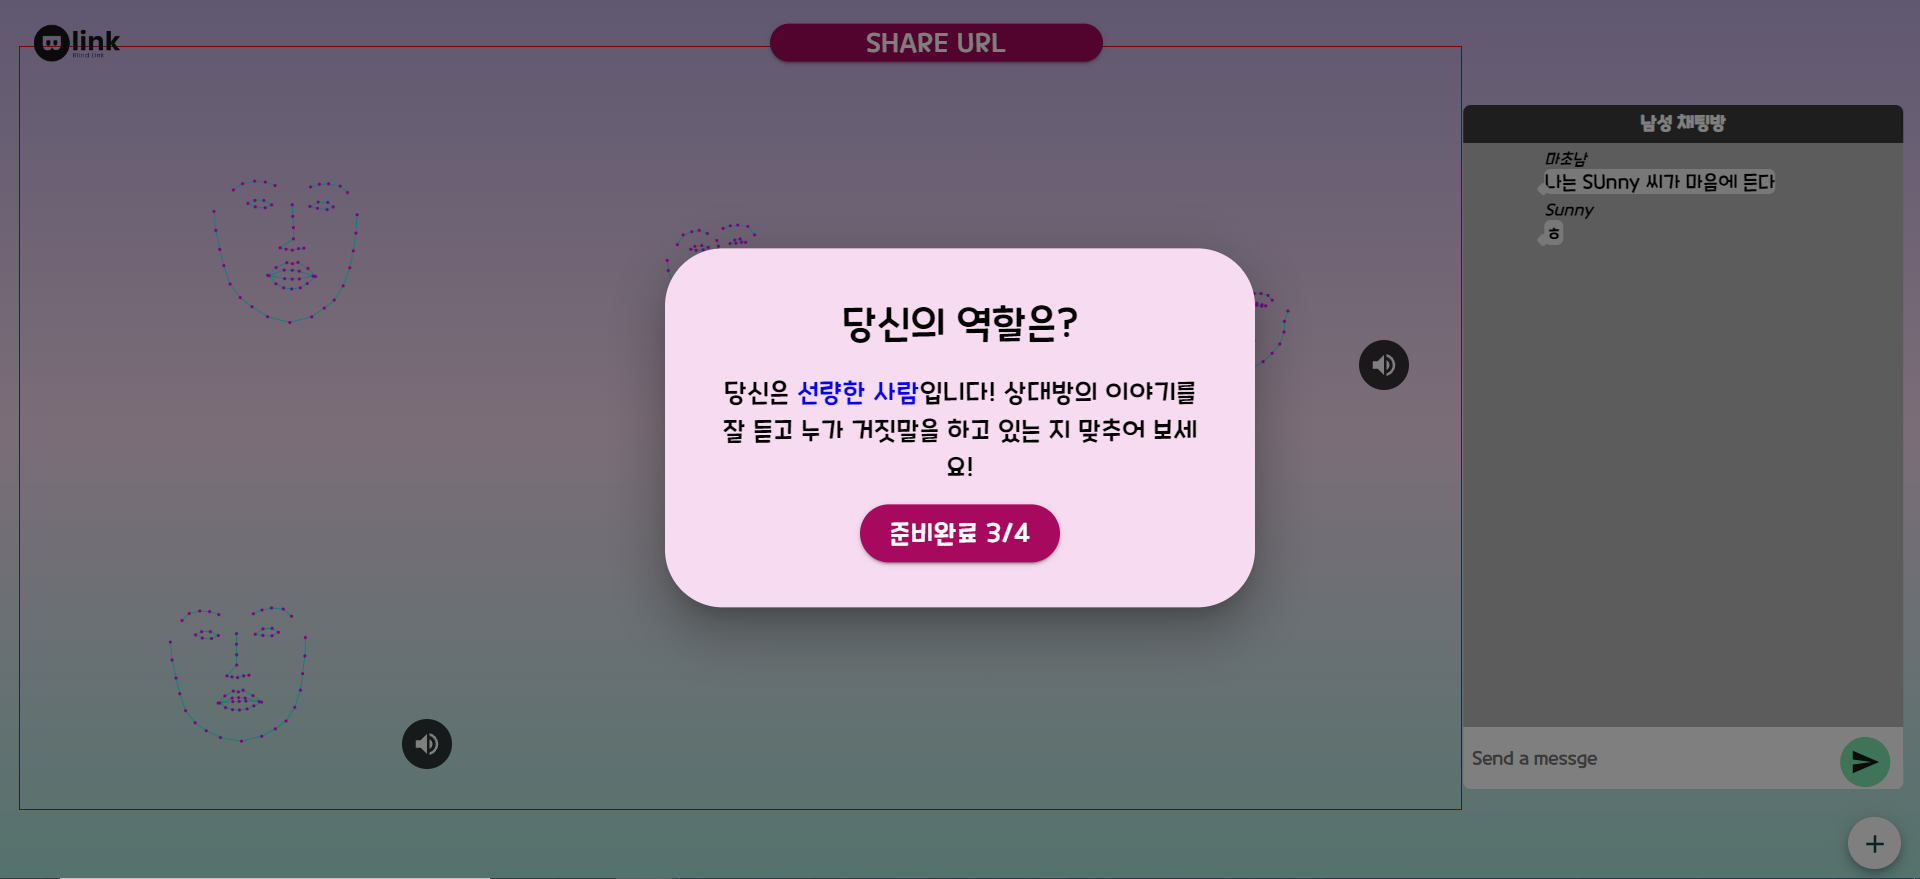 Blink
Blind Link
SHARE URL
남성 채팅방
마초남
나는 SUnny 씨가 마음에 든다
Sunny
ㅎ
당신의 역할은?
당신은 선량한 사람입니다! 상대방의 이야기를
잘 듣고 누가 거짓말을 하고 있는 지 맞추어 보세
요!
준비완료 3/4
Send a messge